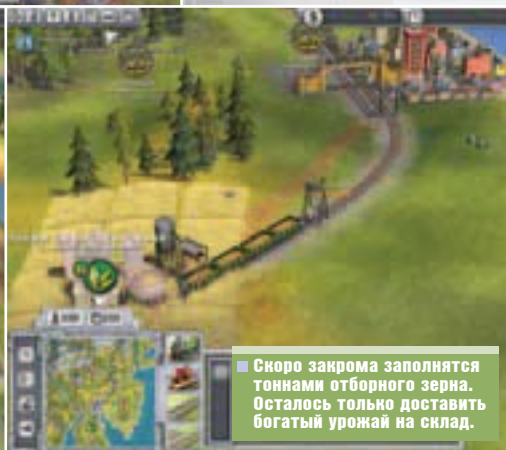 Скоро закрома заполнятся
тоннами отборного зерна.
Осталось только доставить
богатый урожай на склад.